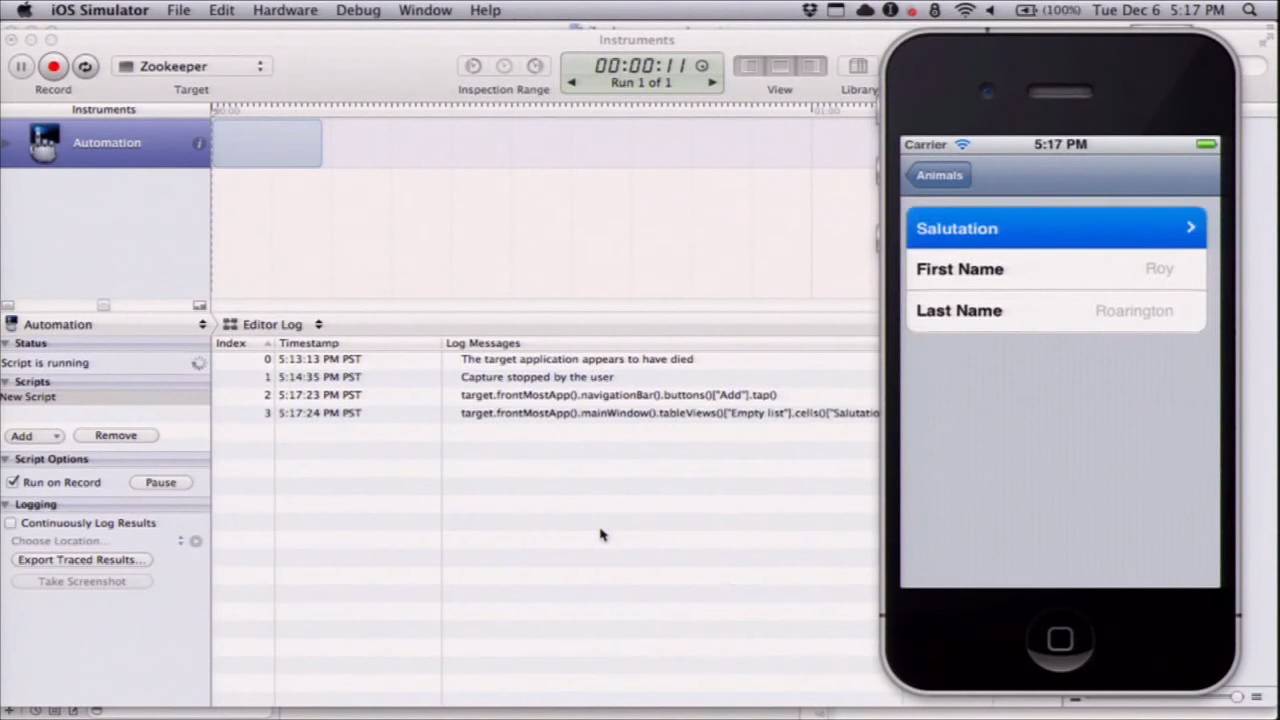 iOS Simulator File Edit Hardware Debug Window Help (100%) Tue Dec 6 5:17 PM
Instruments
Zookeeper
00:00:11
Run 1 of 1
Record Target Inspection Range View Library
Instruments
00:00 01:00
Automation
Automation
Editor Log
Status
Script is running
Scripts
New Script
Add Remove
Script Options
Run on Record Pause
Logging
Continuously Log Results
Choose Location...
Export Traced Results...
Take Screenshot
Index Timestamp Log Messages
0 5:13:13 PM PST The target application appears to have died
1 5:14:35 PM PST Capture stopped by the user
2 5:17:23 PM PST target.frontMostApp().navigationBar().buttons()["Add"].tap()
3 5:17:24 PM PST target.frontMostApp().mainWindow().tableViews()["Empty list"].cells()["Salutatio
Carrier 5:17 PM
Animals
Salutation
First Name Roy
Last Name Roarington